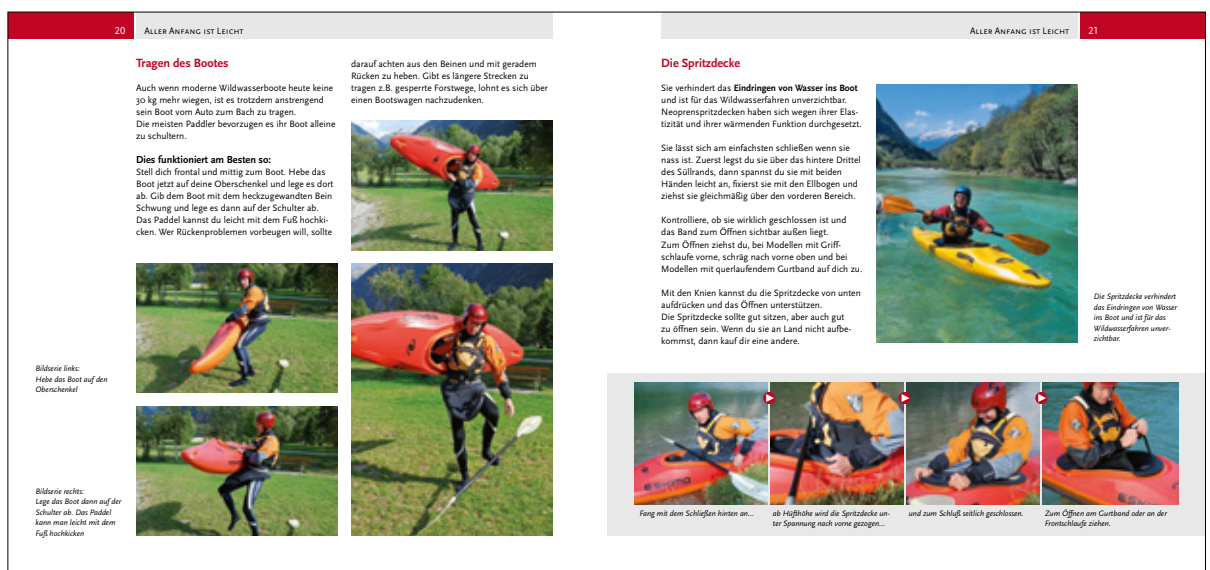 20 ALLER ANFANG IST LEICHT
Tragen des Bootes
Auch wenn moderne Wildwasserboote heute keine
30 kg mehr wiegen, ist es trotzdem anstrengend
sein Boot vom Auto zum Bach zu tragen.
Die meisten Paddler bevorzugen es ihr Boot alleine
zu schultern.
Dies funktioniert am Besten so:
Stell dich frontal und mittig zum Boot. Hebe das
Boot jetzt auf deine Oberschenkel und lege es dort
ab. Gib dem Boot mit dem heckzugewandten Bein
Schwung und lege es dann auf der Schulter ab.
Das Paddel kannst du leicht mit dem Fuß hochki-
cken. Wer Rückenproblemen vorbeugen will, sollte
darauf achten aus den Beinen und mit geradem
Rücken zu heben. Gibt es längere Strecken zu
tragen z.B. gesperrte Forstwege, lohnt es sich über
einen Bootswagen nachzudenken.
Bildserie links:
Hebe das Boot auf den
Oberschenkel
Bildserie rechts:
Lege das Boot dann auf der
Schulter ab. Das Paddel
kann man leicht mit dem
Fuß hochkicken
ALLER ANFANG IST LEICHT 21
Die Spritzdecke
Sie verhindert das Eindringen von Wasser ins Boot
und ist für das Wildwasserfahren unverzichtbar.
Neoprenspritzdecken haben sich wegen ihrer Elas-
tizität und ihrer wärmenden Funktion durchgesetzt.
Sie lässt sich am einfachsten schließen wenn sie
nass ist. Zuerst legst du sie über das hintere Drittel
des Süllrands, dann spannst du sie mit beiden
Händen leicht an, fixierst sie mit den Ellbogen und
ziehst sie gleichmäßig über den vorderen Bereich.
Kontrolliere, ob sie wirklich geschlossen ist und
das Band zum Öffnen sichtbar außen liegt.
Zum Öffnen ziehst du, bei Modellen mit Griff-
schlaufe vorne, schräg nach vorne oben und bei
Modellen mit querlaufendem Gurtband auf dich zu.
Mit den Knien kannst du die Spritzdecke von unten
aufdrücken und das Öffnen unterstützen.
Die Spritzdecke sollte gut sitzen, aber auch gut
zu öffnen sein. Wenn du sie an Land nicht aufbe-
kommst, dann kauf dir eine andere.
Die Spritzdecke verhindert
das Eindringen von Wasser
ins Boot und ist für das
Wildwasserfahren unver-
zichtbar.
ESKIMO
Fang mit dem Schließen hinten an...
ab Hüfthöhe wird die Spritzdecke un-
ter Spannung nach vorne gezogen...
und zum Schluß seitlich geschlossen.
Zum Öffnen am Gurtband oder an der
Frontschlaufe ziehen.